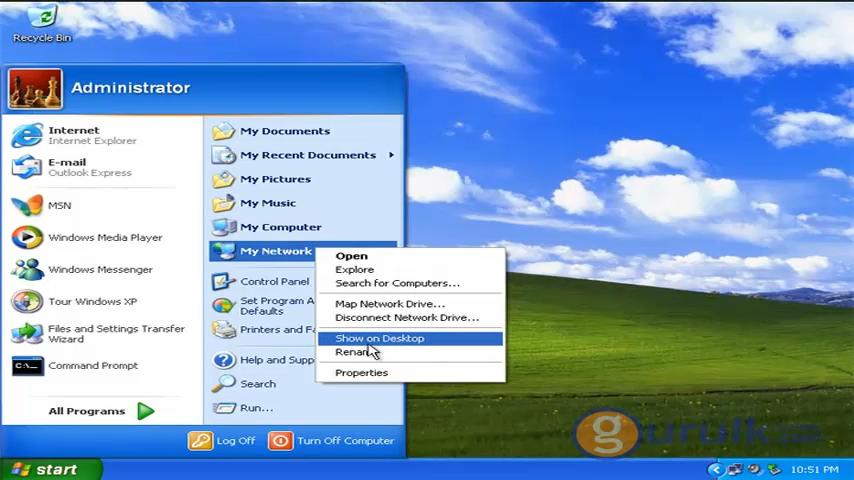 Recycle Bin
Administrator
Internet
Internet Explorer
E-mail
Outlook Express
MSN
Windows Media Player
Windows Messenger
Tour Windows XP
Files and Settings Transfer
Wizard
Command Prompt
All Programs
My Documents
My Recent Documents
My Pictures
My Music
My Computer
My Network
Control Panel
Set Program A
Defaults
Printers and Fa
Help and Supp
Search
Run...
Open
Explore
Search for Computers...
Map Network Drive...
Disconnect Network Drive...
Show on Desktop
Renam
Properties
Log Off
Turn Off Computer
gurulk
start
10:51 PM